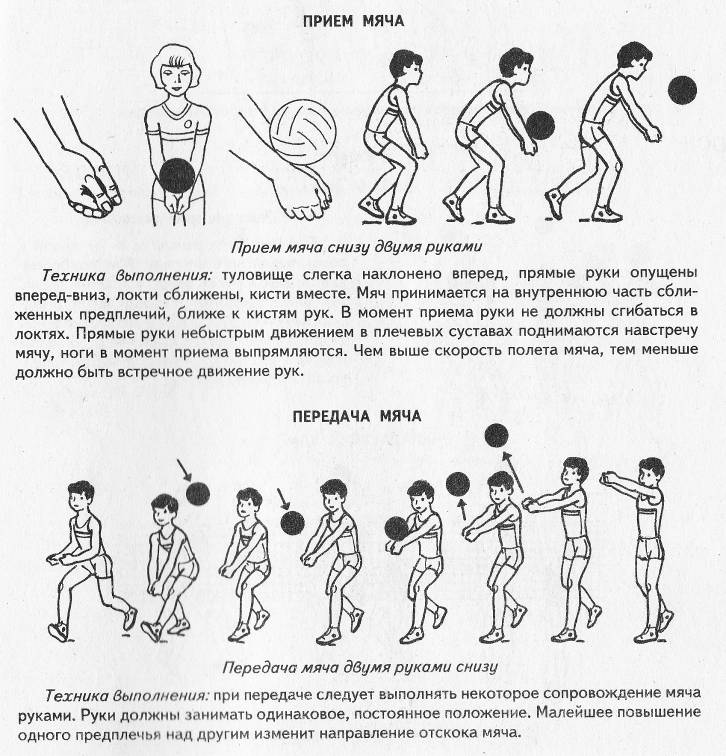 ПРИЕМ МЯЧА
Прием мяча снизу двумя руками
Техника выполнения: туловище слегка наклонено вперед, прямые руки опущены
вперед-вниз, локти сближены, кисти вместе. Мяч принимается на внутреннюю часть сбли-
женных предплечий, ближе к кистям рук. В момент приема руки не должны сгибаться в
локтях. Прямые руки небыстрым движением в плечевых суставах поднимаются навстречу
мячу, ноги в момент приема выпрямляются. Чем выше скорость полета мяча, тем меньше
должно быть встречное движение рук.
ПЕРЕДАЧА МЯЧА
Передача мяча двумя руками снизу
Техника выполнения: при передаче следует выполнять некоторое сопровождение мяча
руками. Руки должны занимать одинаковое, постоянное положение. Малейшее повышение
одного предплечья над другим изменит направление отскока мяча.